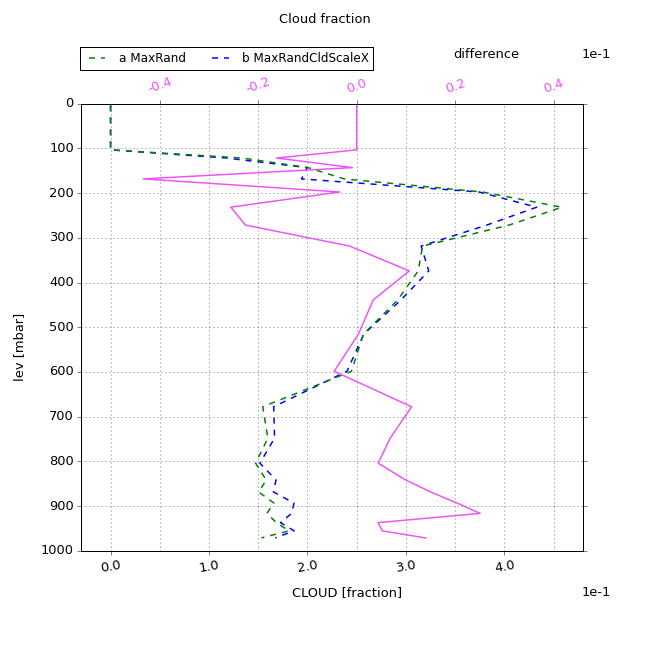 Cloud fraction
a MaxRand b MaxRandCldScaleX
difference 1e-1
-0.4 -0.2 0.0 0.2 0.4
0
100
200
300
400
500
600
700
800
900
1000
lev [mbar]
0.0 1.0 2.0 3.0 4.0
CLOUD [fraction] 1e-1